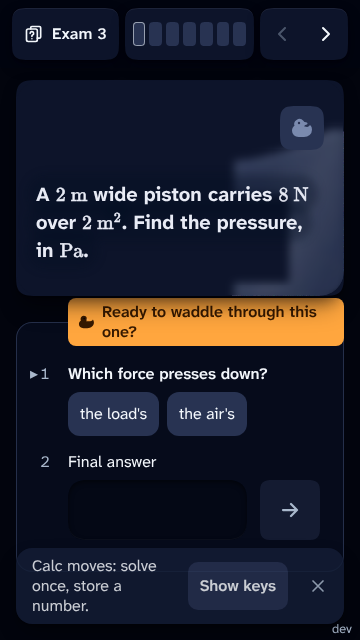 Exam 3
A 2 m wide piston carries 8 N
over 2 m². Find the pressure,
in Pa.
Ready to waddle through this
one?
1 Which force presses down?
the load's the air's
2 Final answer
Calc moves: solve
once, store a
number.
Show keys
dev